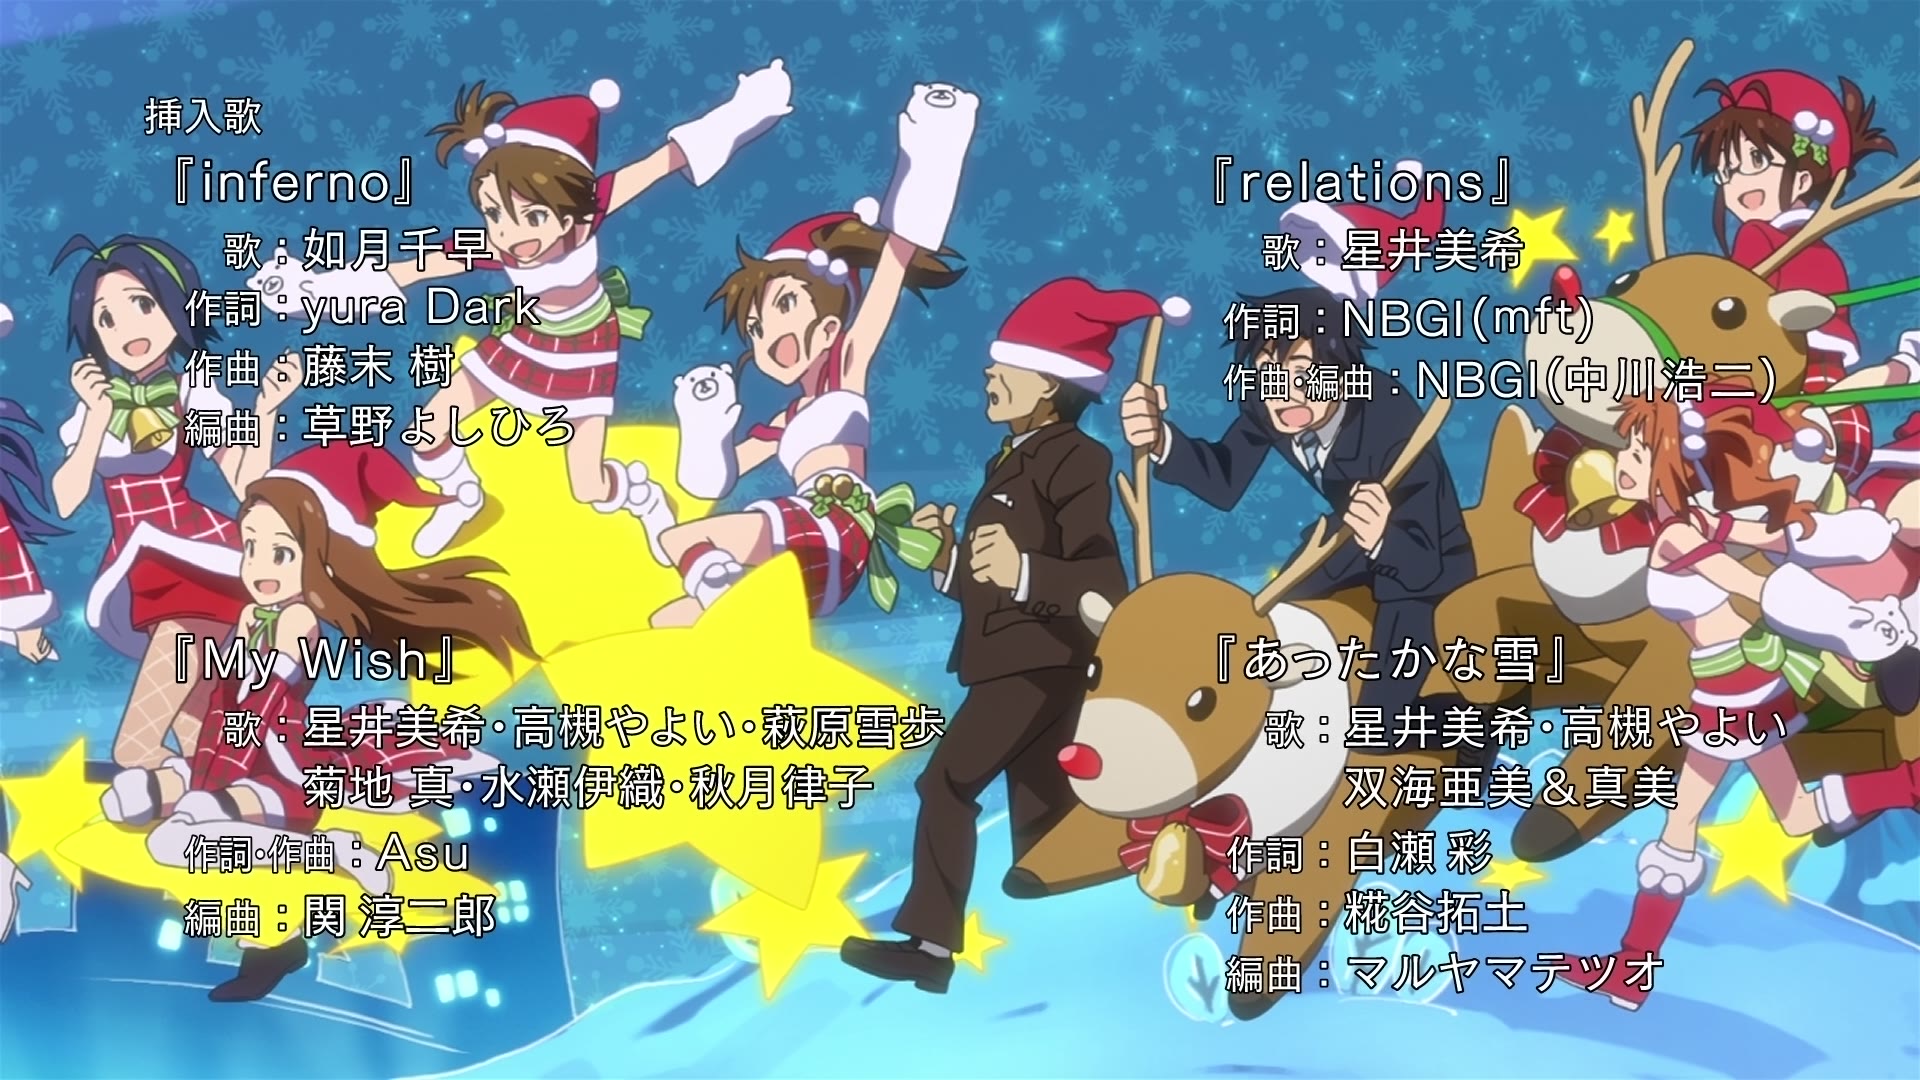 挿入歌
『inferno』
歌：如月千早
作詞：yura Dark
作曲：藤末 樹
編曲：草野よしひろ
『My Wish』
歌：星井美希・高槻やよい・萩原雪歩
菊地 真・水瀬伊織・秋月律子
作詞・作曲：Asu
編曲：関 淳二郎
『relations』
歌：星井美希
作詞：NBGI(mft)
作曲・編曲：NBGI(中川浩二)
『あったかな雪』
歌：星井美希・高槻やよい
双海亜美＆真美
作詞：白瀬 彩
作曲：糀谷拓土
編曲：マルヤマテツオ